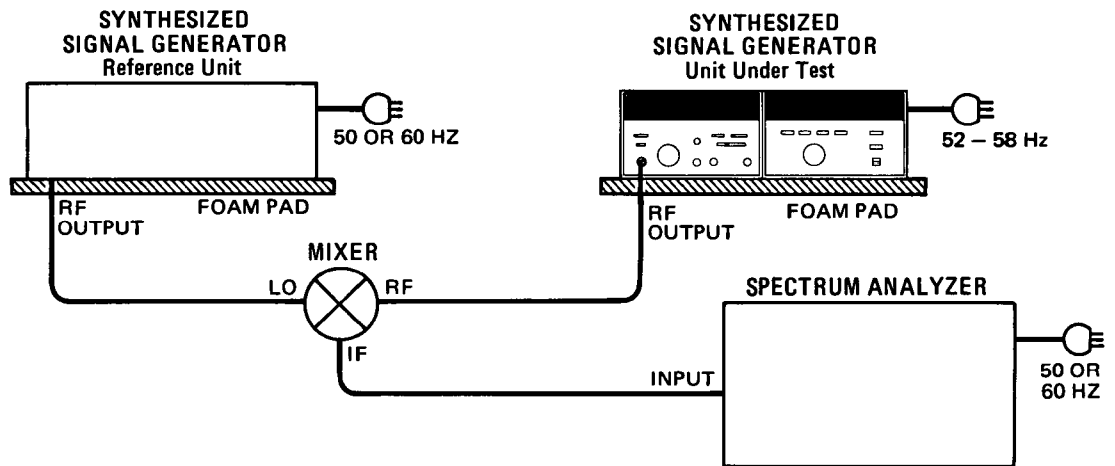 SYNTHESIZED
SIGNAL GENERATOR
Reference Unit
50 OR 60 HZ
FOAM PAD
RF
OUTPUT
SYNTHESIZED
SIGNAL GENERATOR
Unit Under Test
52 – 58 Hz
FOAM PAD
RF
OUTPUT
MIXER
LO
RF
IF
SPECTRUM ANALYZER
INPUT
50 OR
60 HZ